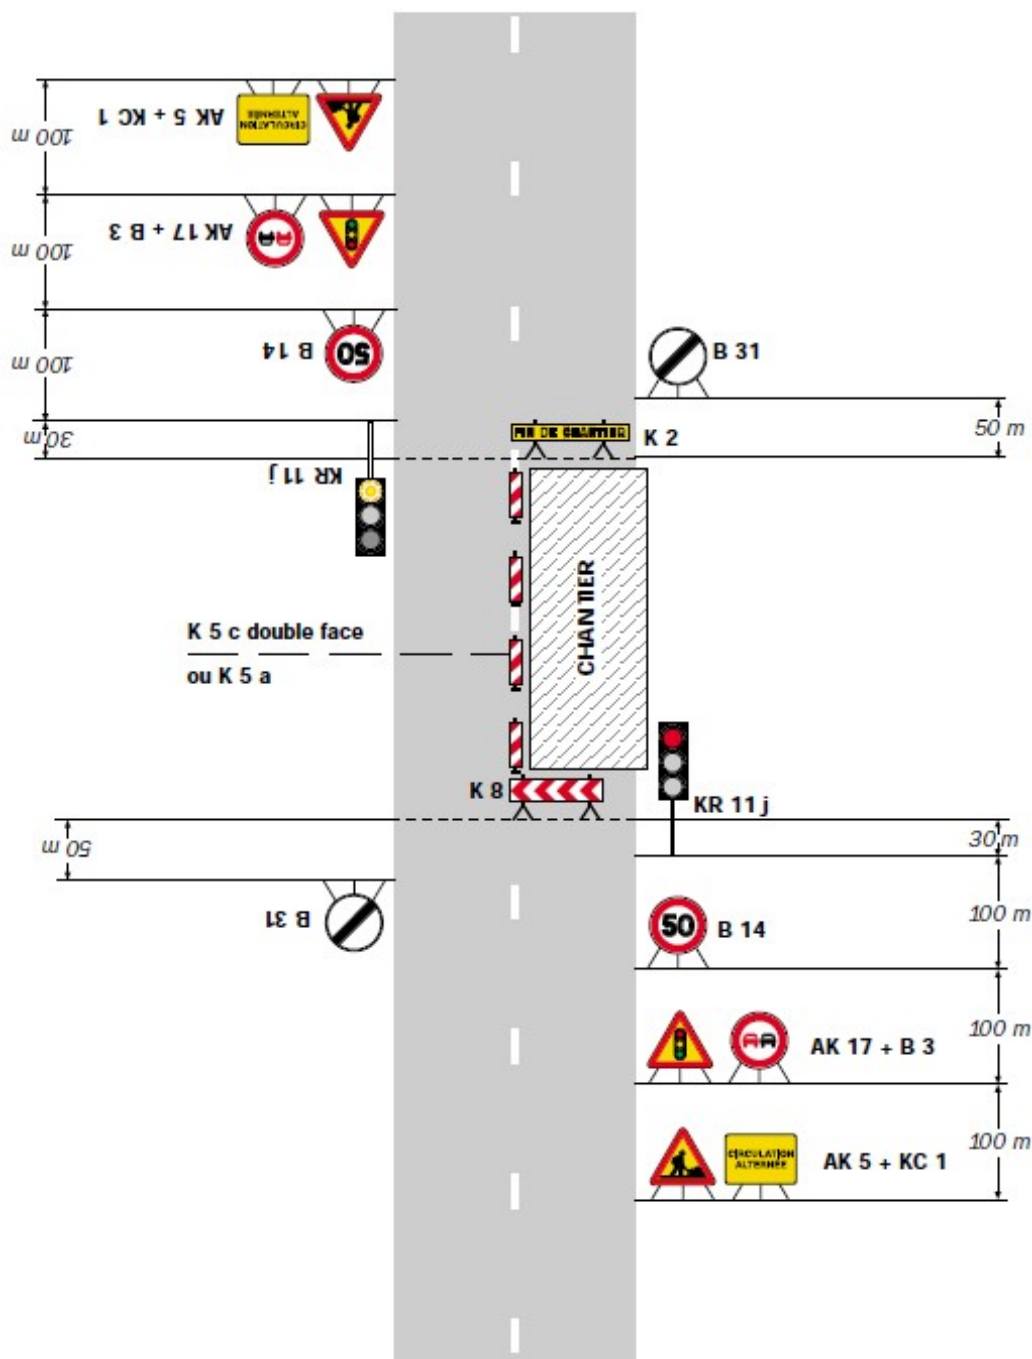 100 m
AK 5 + KC 1
CIRCULATION
ALTERNÉE
100 m
AK 17 + B 3
100 m
B 14
50
B 31
50 m
30 m
FIN DE CHANTIER
K 2
KR 11 j
CHANTIER
K 5 c double face
ou K 5 a
K 8
KR 11 j
30 m
50 m
B 31
50
B 14
100 m
AK 17 + B 3
100 m
CIRCULATION
ALTERNÉE
AK 5 + KC 1
100 m